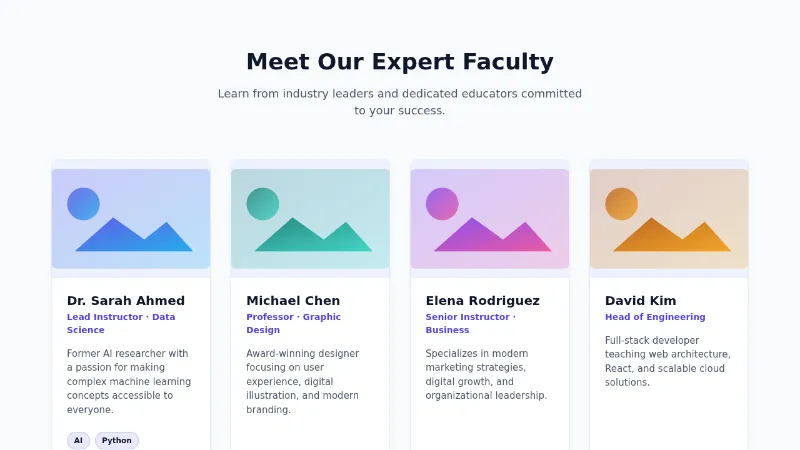 Meet Our Expert Faculty
Learn from industry leaders and dedicated educators committed
to your success.
Dr. Sarah Ahmed
Lead Instructor · Data
Science
Former AI researcher with
a passion for making
complex machine learning
concepts accessible to
everyone.
AI
Python
Michael Chen
Professor · Graphic
Design
Award-winning designer
focusing on user
experience, digital
illustration, and modern
branding.
Elena Rodriguez
Senior Instructor ·
Business
Specializes in modern
marketing strategies,
digital growth, and
organizational leadership.
David Kim
Head of Engineering
Full-stack developer
teaching web architecture,
React, and scalable cloud
solutions.